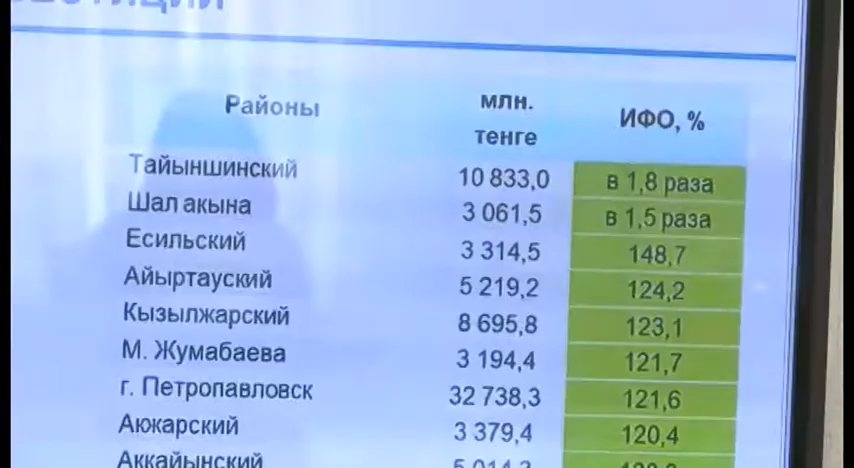 Районы млн. тенге ИФО, %
Тайыншинский 10 833,0 в 1,8 раза
Шал акына 3 061,5 в 1,5 раза
Есильский 3 314,5 148,7
Айыртауский 5 219,2 124,2
Кызылжарский 8 695,8 123,1
М. Жумабаева 3 194,4 121,7
г. Петропавловск 32 738,3 121,6
Аюжарский 3 379,4 120,4
Аккайынский